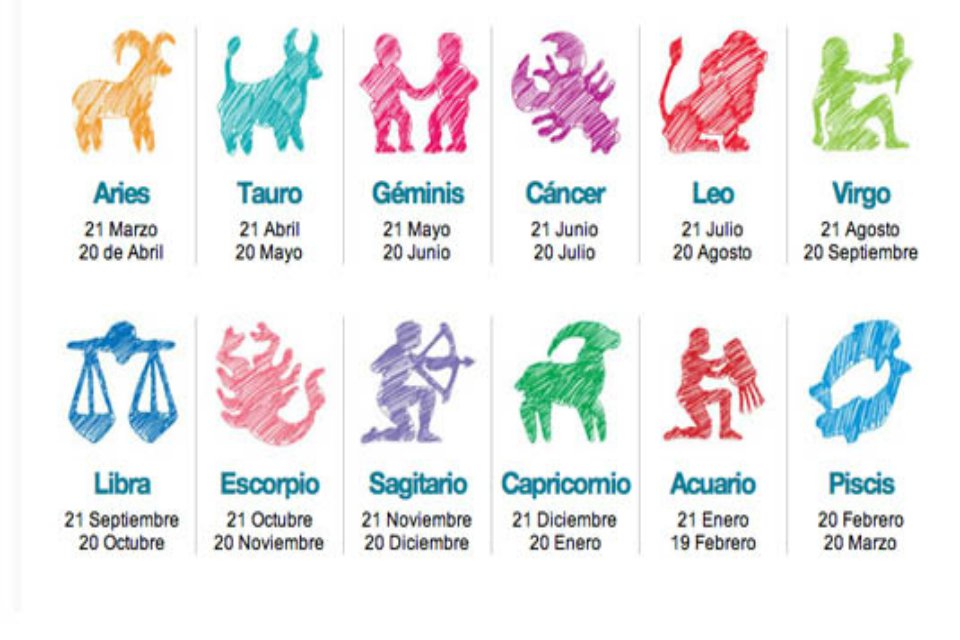 Aries
21 Marzo
20 de Abril
Tauro
21 Abril
20 Mayo
Géminis
21 Mayo
20 Junio
Cáncer
21 Junio
20 Julio
Leo
21 Julio
20 Agosto
Virgo
21 Agosto
20 Septiembre
Libra
21 Septiembre
20 Octubre
Escorpio
21 Octubre
20 Noviembre
Sagitario
21 Noviembre
20 Diciembre
Capricornio
21 Diciembre
20 Enero
Acuario
21 Enero
19 Febrero
Piscis
20 Febrero
20 Marzo